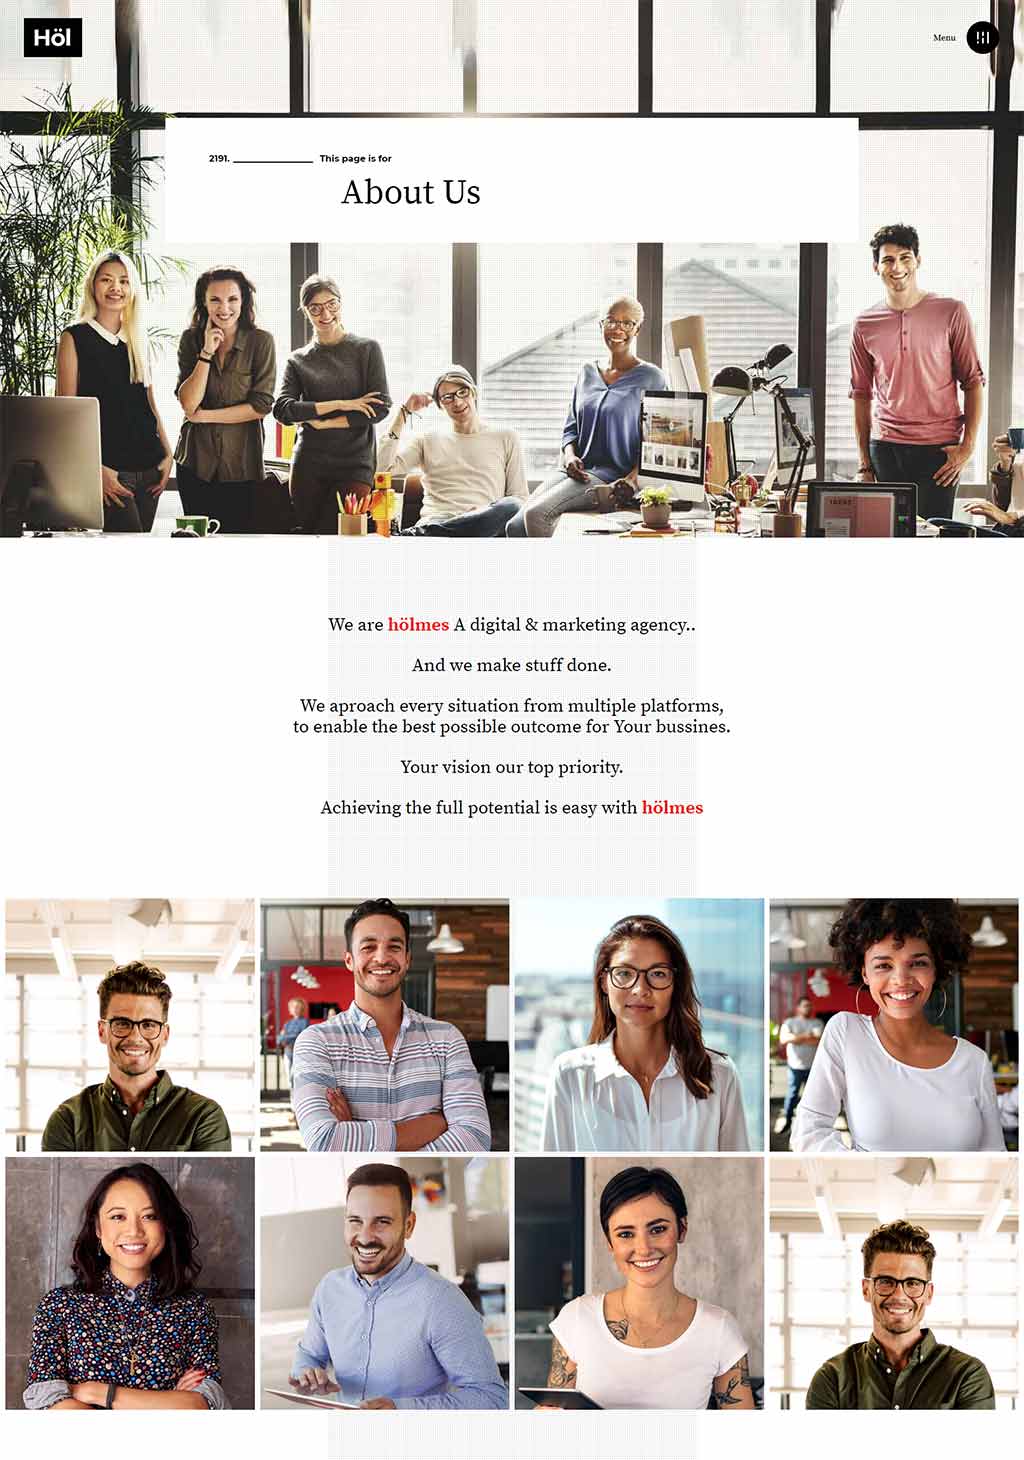 Höl
Menu
2191. This page is for
About Us
IDEAS
We are hölmes A digital & marketing agency..
And we make stuff done.
We aproach every situation from multiple platforms,
to enable the best possible outcome for Your bussines.
Your vision our top priority.
Achieving the full potential is easy with hölmes